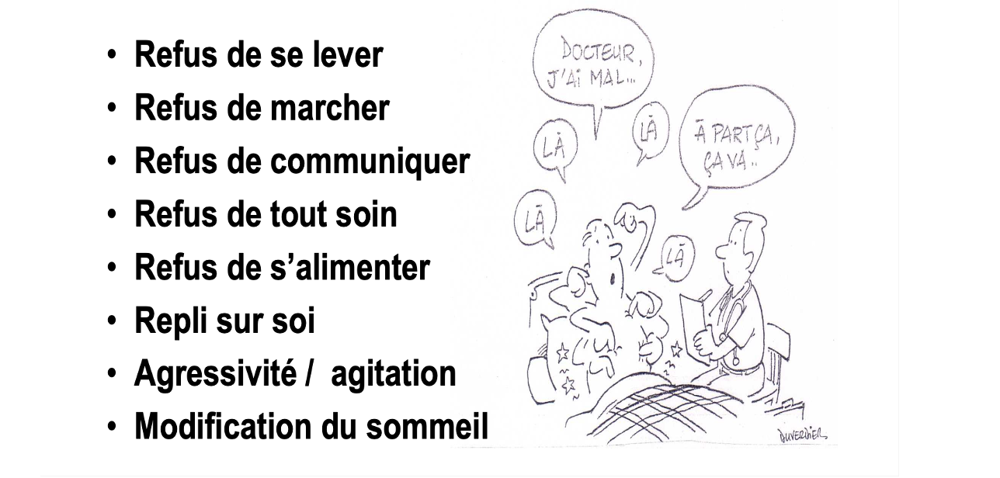 • Refus de se lever
• Refus de marcher
• Refus de communiquer
• Refus de tout soin
• Refus de s’alimenter
• Repli sur soi
• Agressivité /  agitation
• Modification du sommeil
DOCTEUR,
J'AI MAL...
LÀ
LÀ
À PART ÇA,
ÇA VA..
LÀ
LÀ
DUVERDIER